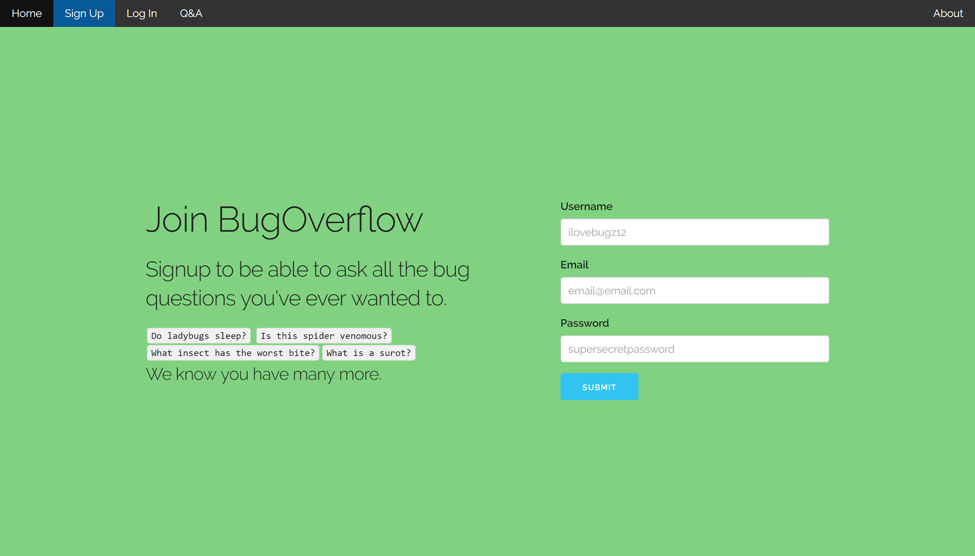 Home Sign Up Log In Q&A About
Join BugOverflow
Signup to be able to ask all the bug
questions you've ever wanted to.
Do ladybugs sleep? Is this spider venomous?
What insect has the worst bite? What is a surot?
We know you have many more.
Username
ilovebugz12
Email
email@email.com
Password
supersecretpassword
SUBMIT